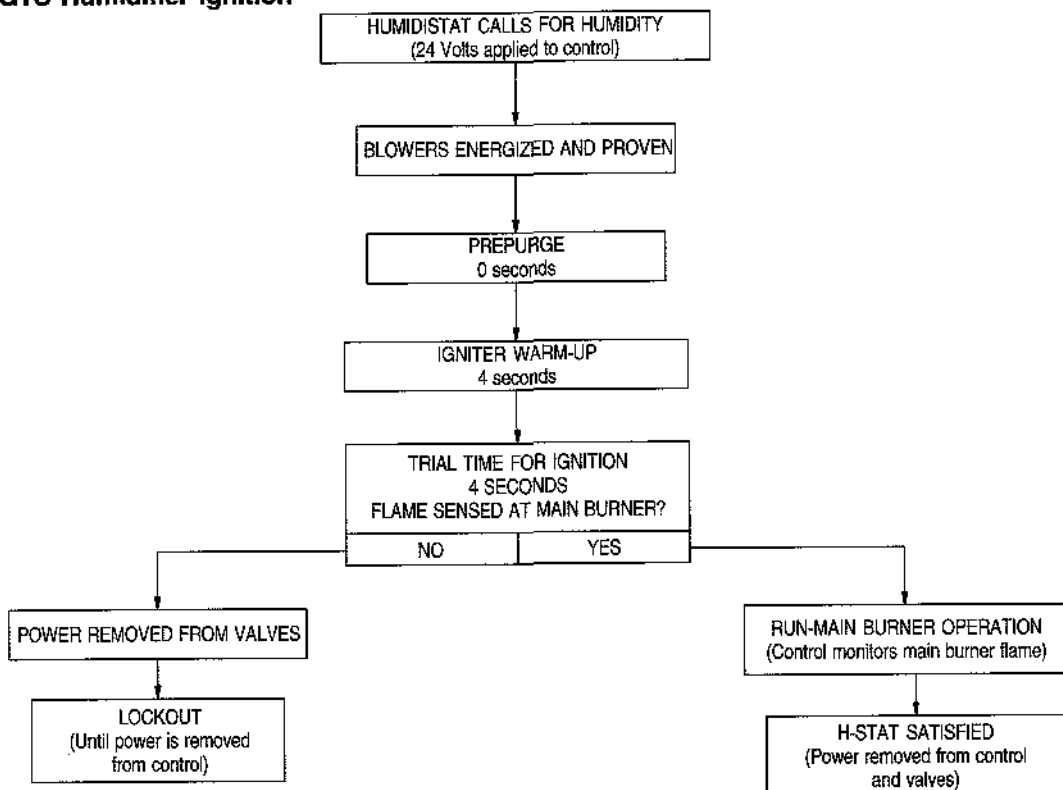 Humidifier Ignition
HUMIDISTAT CALLS FOR HUMIDITY
(24 Volts applied to control)
BLOWERS ENERGIZED AND PROVEN
PREPURGE
0 seconds
IGNITER WARM-UP
4 seconds
TRIAL TIME FOR IGNITION
4 SECONDS
FLAME SENSED AT MAIN BURNER?
NO YES
POWER REMOVED FROM VALVES
LOCKOUT
(Until power is removed
from control)
RUN-MAIN BURNER OPERATION
(Control monitors main burner flame)
H-STAT SATISFIED
(Power removed from control
and valves)